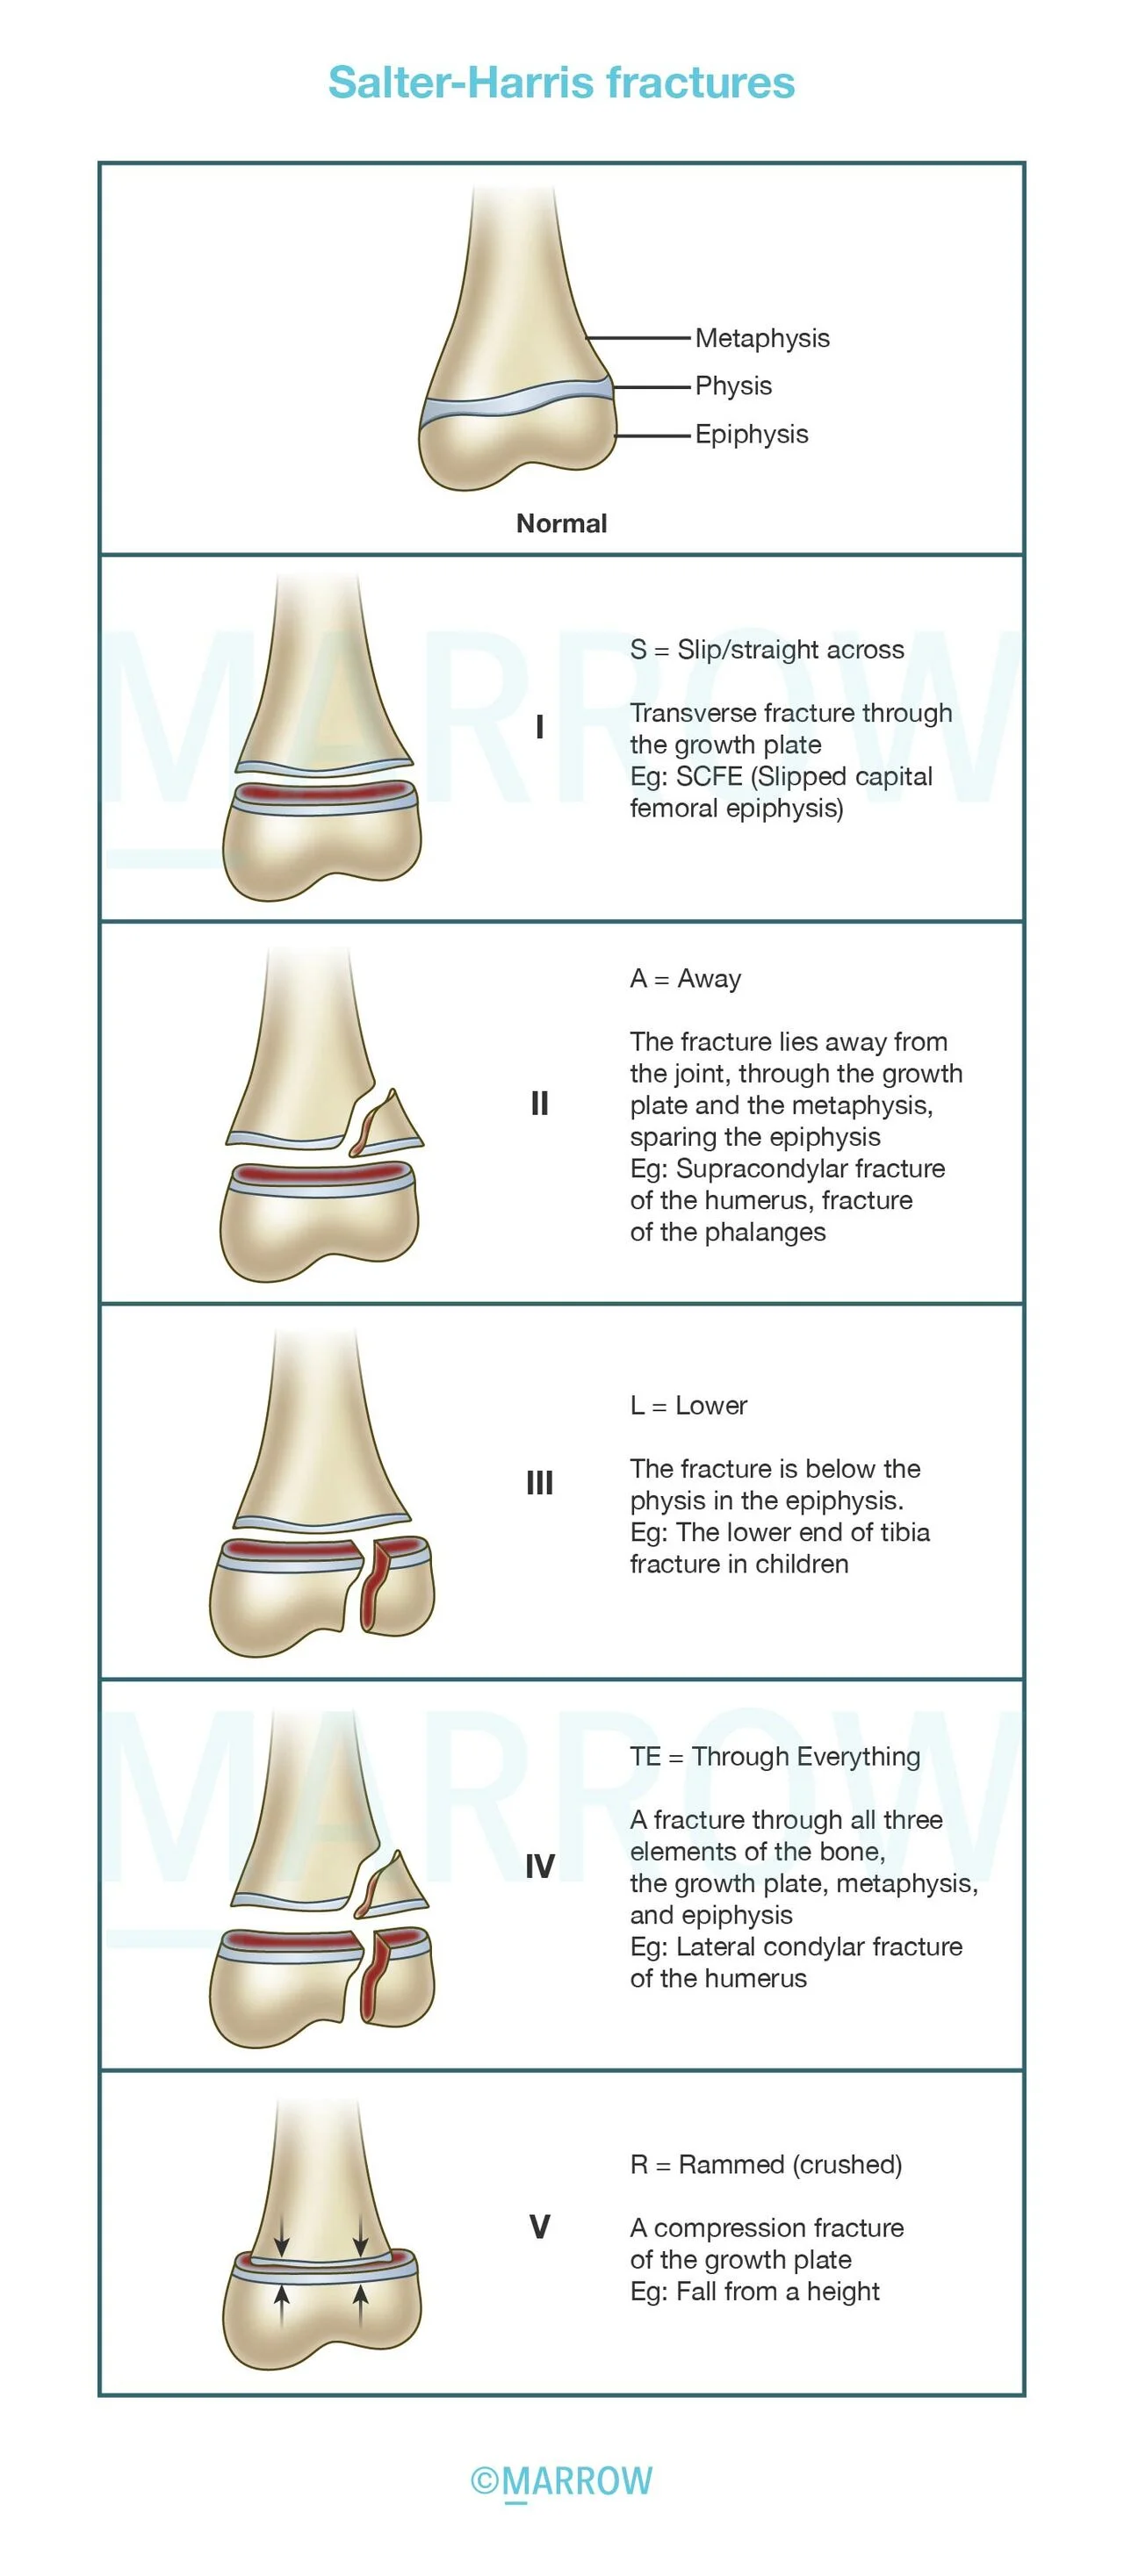 Salter-Harris fractures
Metaphysis
Physis
Epiphysis
Normal
I
S = Slip/straight across
Transverse fracture through
the growth plate
Eg: SCFE (Slipped capital
femoral epiphysis)
MARROW
II
A = Away
The fracture lies away from
the joint, through the growth
plate and the metaphysis,
sparing the epiphysis
Eg: Supracondylar fracture
of the humerus, fracture
of the phalanges
III
L = Lower
The fracture is below the
physis in the epiphysis.
Eg: The lower end of tibia
fracture in children
IV
TE = Through Everything
A fracture through all three
elements of the bone,
the growth plate, metaphysis,
and epiphysis
Eg: Lateral condylar fracture
of the humerus
MARROW
V
R = Rammed (crushed)
A compression fracture
of the growth plate
Eg: Fall from a height
©MARROW